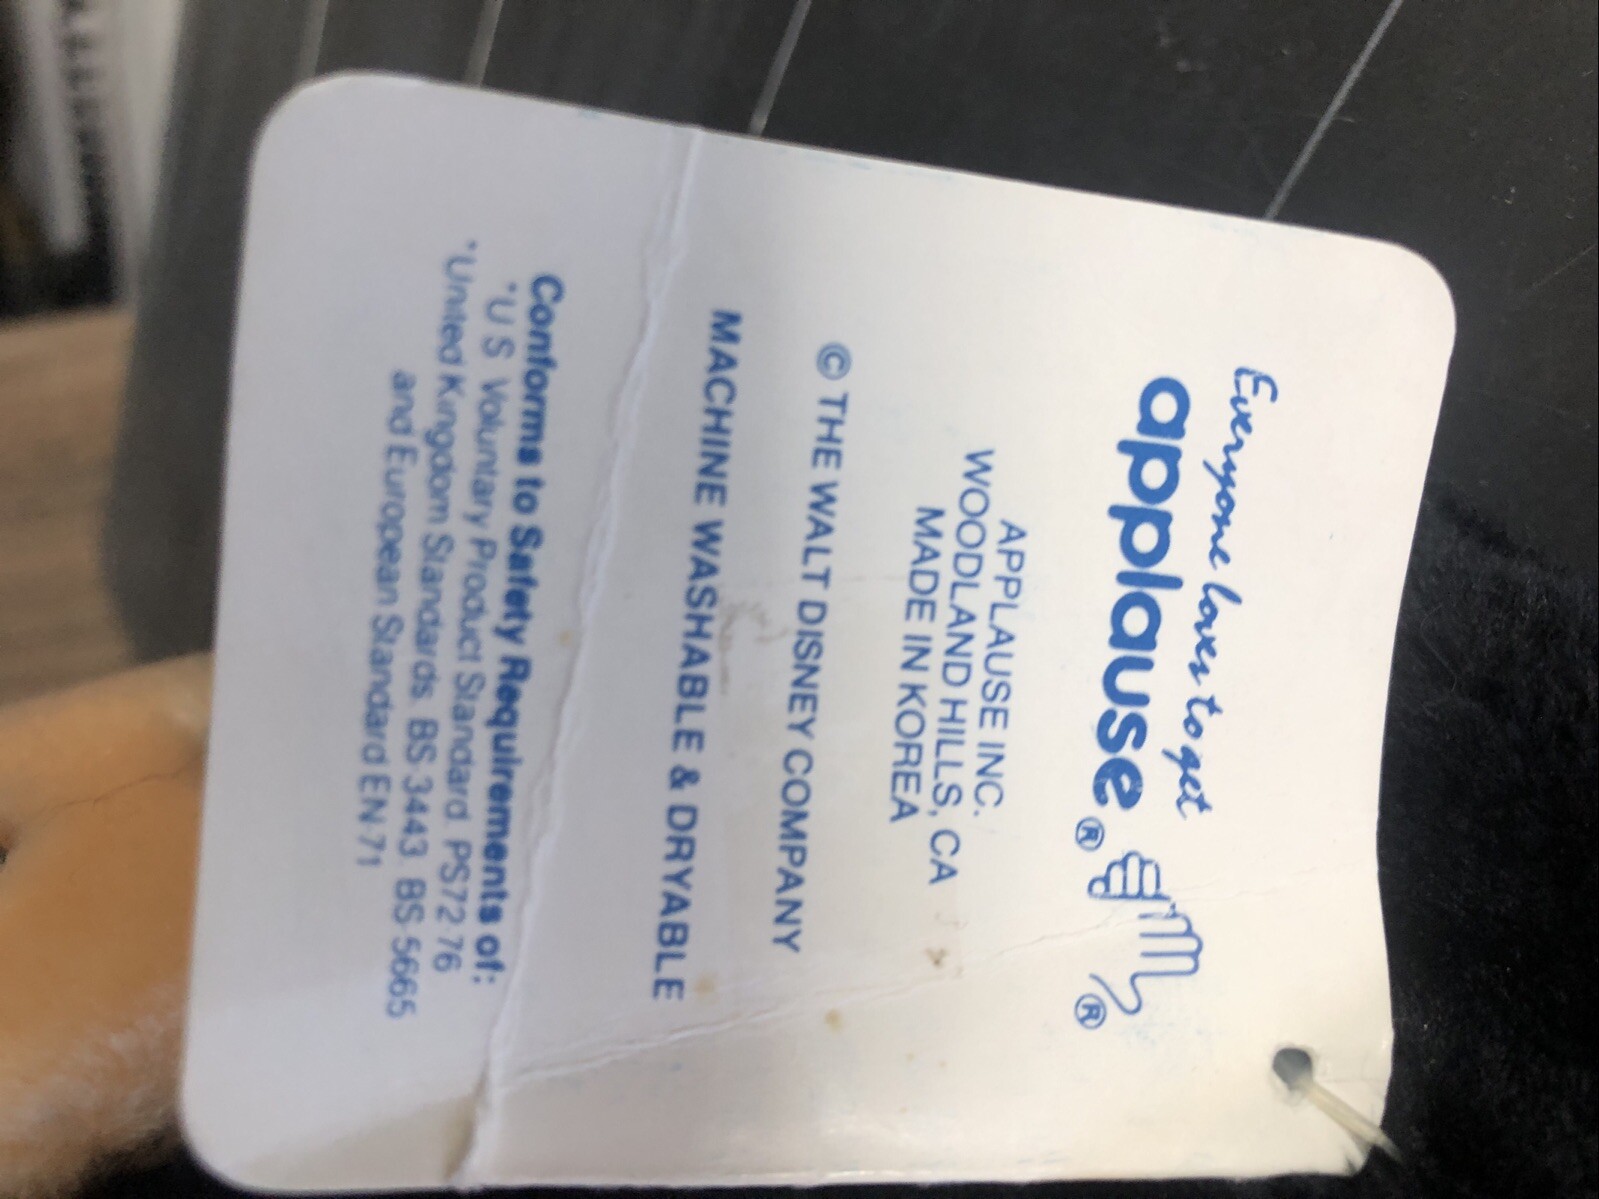 Everyone loves to get
applause® ®
APPLAUSE INC.
WOODLAND HILLS, CA
MADE IN KOREA
© THE WALT DISNEY COMPANY
MACHINE WASHABLE & DRYABLE
Conforms to Safety Requirements of:
*U S Voluntary Product Standard PS72 76
*United Kingdom Standards BS 3443 BS 5665
and European Standard EN-71